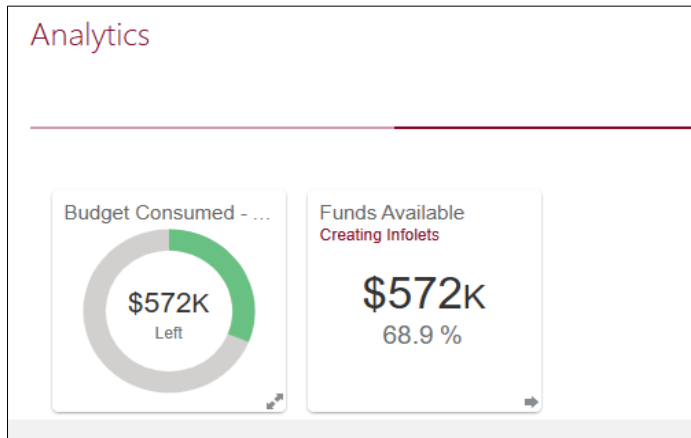 Analytics
Budget Consumed - ...
$572K
Left
Funds Available
Creating Infolets
$572K
68.9 %